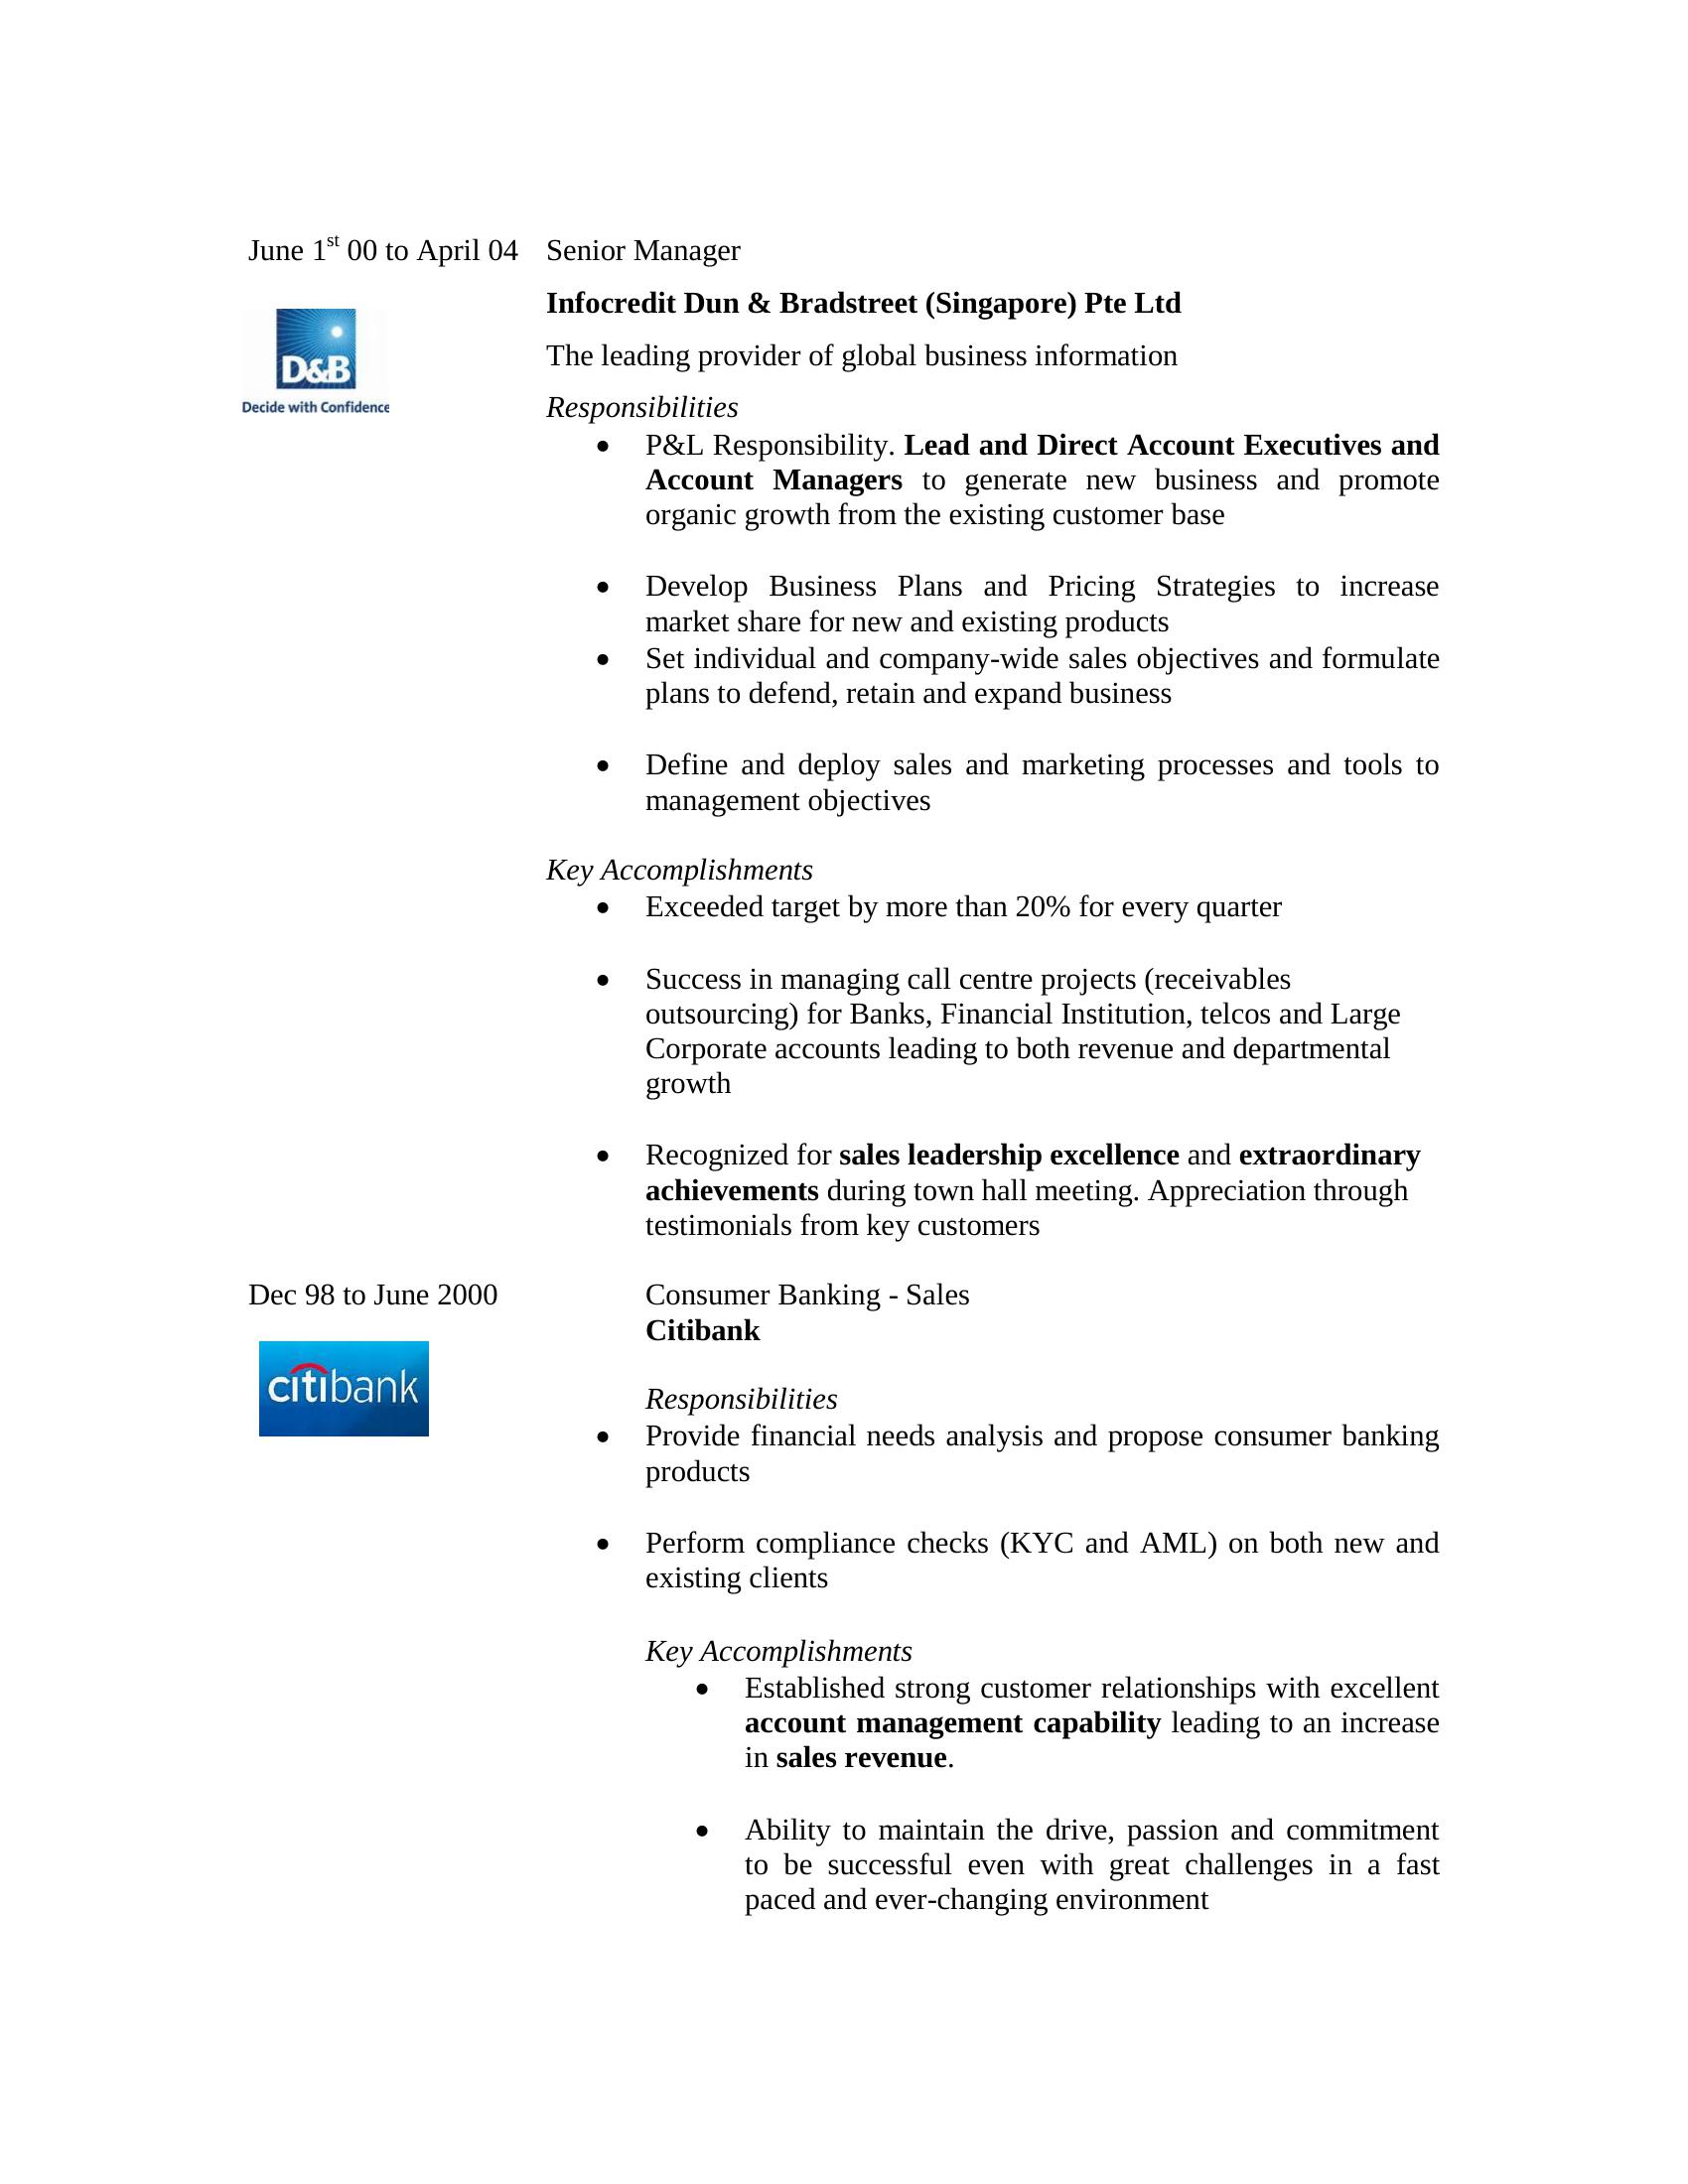 June 1st 00 to April 04 Senior Manager
Infocredit Dun & Bradstreet (Singapore) Pte Ltd
D&B
Decide with Confidence
The leading provider of global business information
Responsibilities
• P&L Responsibility. Lead and Direct Account Executives and
Account Managers to generate new business and promote
organic growth from the existing customer base
• Develop Business Plans and Pricing Strategies to increase
market share for new and existing products
• Set individual and company-wide sales objectives and formulate
plans to defend, retain and expand business
• Define and deploy sales and marketing processes and tools to
management objectives
Key Accomplishments
• Exceeded target by more than 20% for every quarter
• Success in managing call centre projects (receivables
outsourcing) for Banks, Financial Institution, telcos and Large
Corporate accounts leading to both revenue and departmental
growth
• Recognized for sales leadership excellence and extraordinary
achievements during town hall meeting. Appreciation through
testimonials from key customers
Dec 98 to June 2000 Consumer Banking - Sales
Citibank
citibank
Responsibilities
• Provide financial needs analysis and propose consumer banking
products
• Perform compliance checks (KYC and AML) on both new and
existing clients
Key Accomplishments
• Established strong customer relationships with excellent
account management capability leading to an increase
in sales revenue.
• Ability to maintain the drive, passion and commitment
to be successful even with great challenges in a fast
paced and ever-changing environment